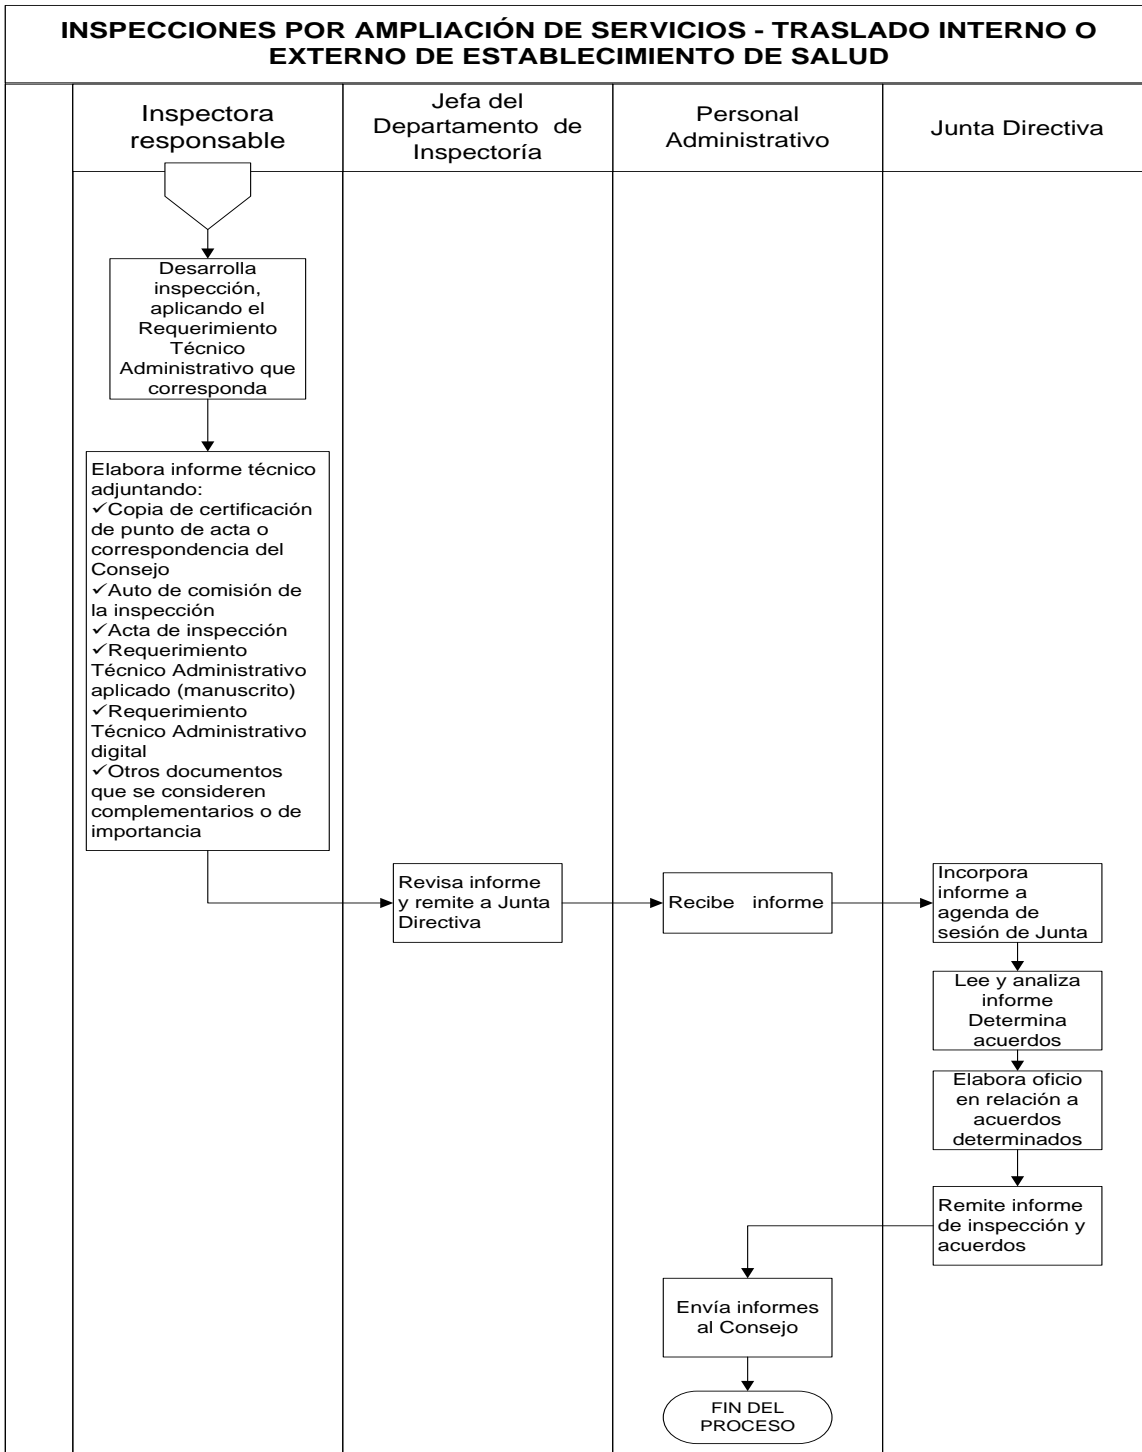 INSPECCIONES POR AMPLIACIÓN DE SERVICIOS - TRASLADO INTERNO O
EXTERNO DE ESTABLECIMIENTO DE SALUD
Inspectora
responsable
Jefa del
Departamento de
Inspectoría
Personal
Administrativo
Junta Directiva
Desarrolla
inspección,
aplicando el
Requerimiento
Técnico
Administrativo que
corresponda
Elabora informe técnico
adjuntando:
✓Copia de certificación
de punto de acta o
correspondencia del
Consejo
✓Auto de comisión de
la inspección
✓Acta de inspección
✓Requerimiento
Técnico Administrativo
aplicado (manuscrito)
✓Requerimiento
Técnico Administrativo
digital
✓Otros documentos
que se consideren
complementarios o de
importancia
Revisa informe
y remite a Junta
Directiva
Recibe informe
Incorpora
informe a
agenda de
sesión de Junta
Lee y analiza
informe
Determina
acuerdos
Elabora oficio
en relación a
acuerdos
determinados
Remite informe
de inspección y
acuerdos
Envía informes
al Consejo
FIN DEL
PROCESO